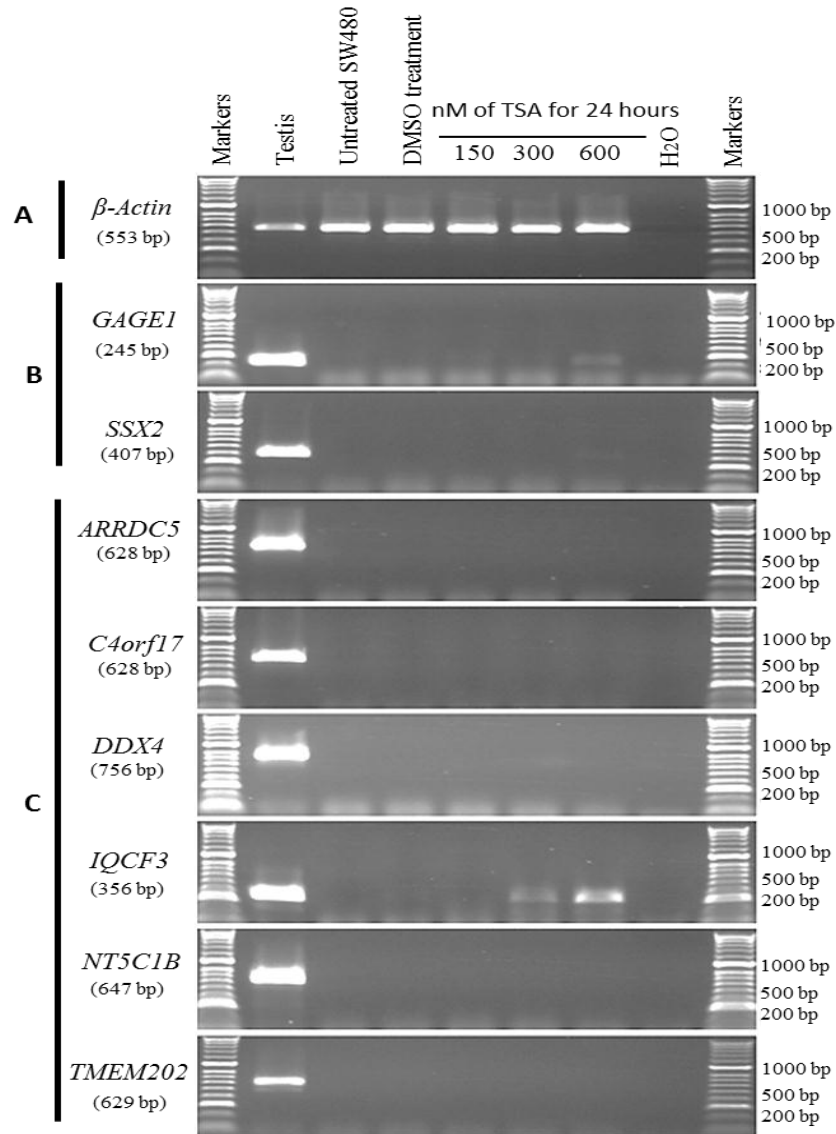 Markers
Testis
Untreated SW480
DMSO treatment
nM of TSA for 24 hours
150 300 600
H2O
Markers
A
β-Actin
(553 bp)
1000 bp
500 bp
200 bp
B
GAGE1
(245 bp)
1000 bp
500 bp
200 bp
SSX2
(407 bp)
1000 bp
500 bp
200 bp
C
ARRDC5
(628 bp)
1000 bp
500 bp
200 bp
C4orf17
(628 bp)
1000 bp
500 bp
200 bp
DDX4
(756 bp)
1000 bp
500 bp
200 bp
IQCF3
(356 bp)
1000 bp
500 bp
200 bp
NT5C1B
(647 bp)
1000 bp
500 bp
200 bp
TMEM202
(629 bp)
1000 bp
500 bp
200 bp